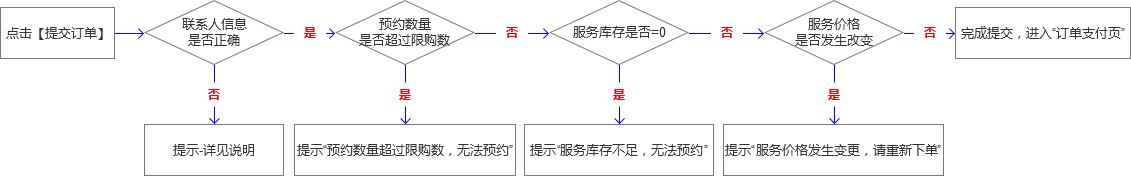 点击【提交订单】
联系人信息
是否正确
是
预约数量
是否超过限购数
否
服务库存是否=0
否
服务价格
是否发生改变
否
完成提交，进入“订单支付页”
否
是
是
是
提示-详见说明
提示“预约数量超过限购数，无法预约”
提示“服务库存不足，无法预约”
提示“服务价格发生变更，请重新下单”